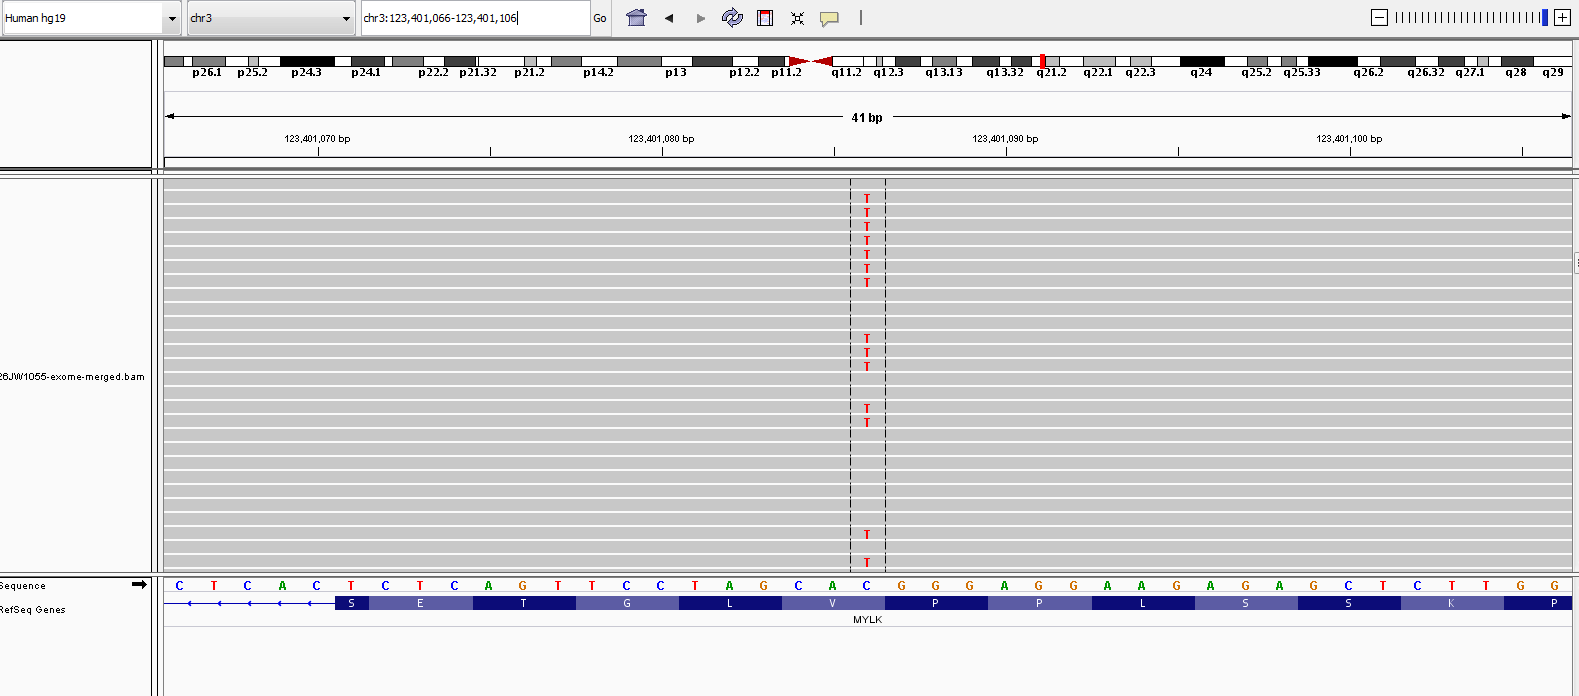 Human hg19 chr3 chr3:123,401,066-123,401,106 Go
p26.1 p25.2 p24.3 p24.1 p22.2 p21.32 p21.2 p14.2 p13 p12.2 p11.2 q11.2 q12.3 q13.13 q13.32 q21.2 q22.1 q22.3 q24 q25.2 q25.33 q26.2 q26.32 q27.1 q28 q29
41 bp
123,401,070 bp 123,401,080 bp 123,401,090 bp 123,401,100 bp
T
T
T
T
T
T
T
T
T
T
T
T
26JW1055-exome-merged.bam
T
T
Sequence C T C A C T C T C A G T T C C T A G C A C G G G A G G A A G A G C T C T T G G
RefSeq Genes S E T G L V P P L S S K P
MYLK